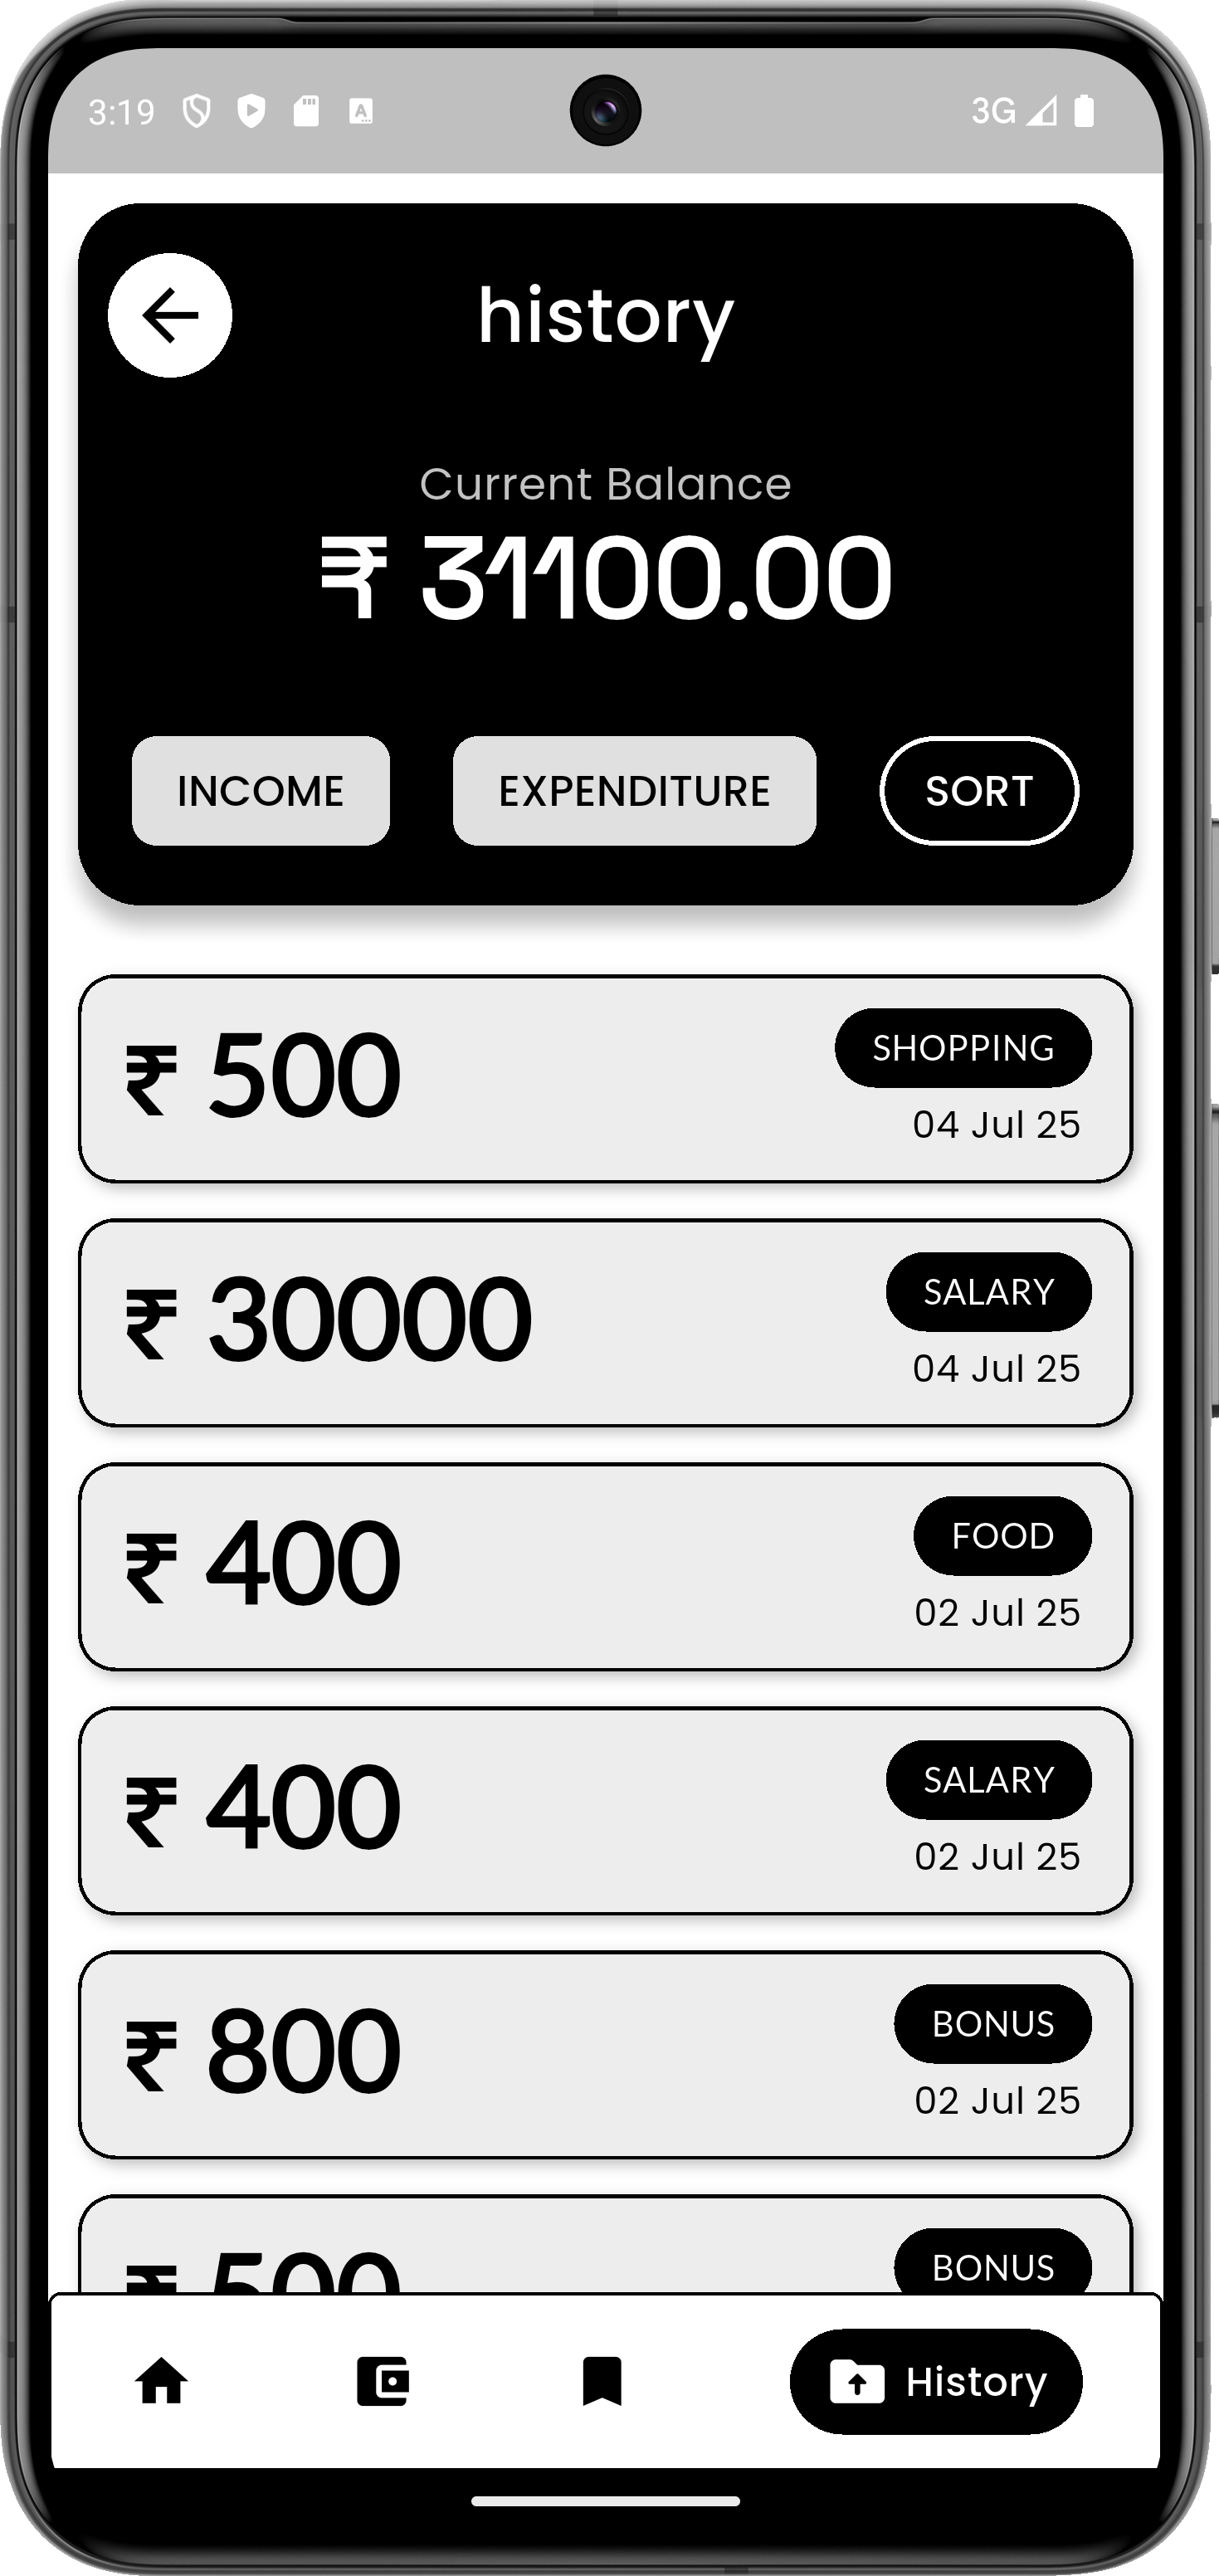 3:19
3G
history
Current Balance
₹ 31100.00
INCOME EXPENDITURE SORT
₹ 500 SHOPPING
04 Jul 25
₹ 30000 SALARY
04 Jul 25
₹ 400 FOOD
02 Jul 25
₹ 400 SALARY
02 Jul 25
₹ 800 BONUS
02 Jul 25
₹ 500 BONUS
History